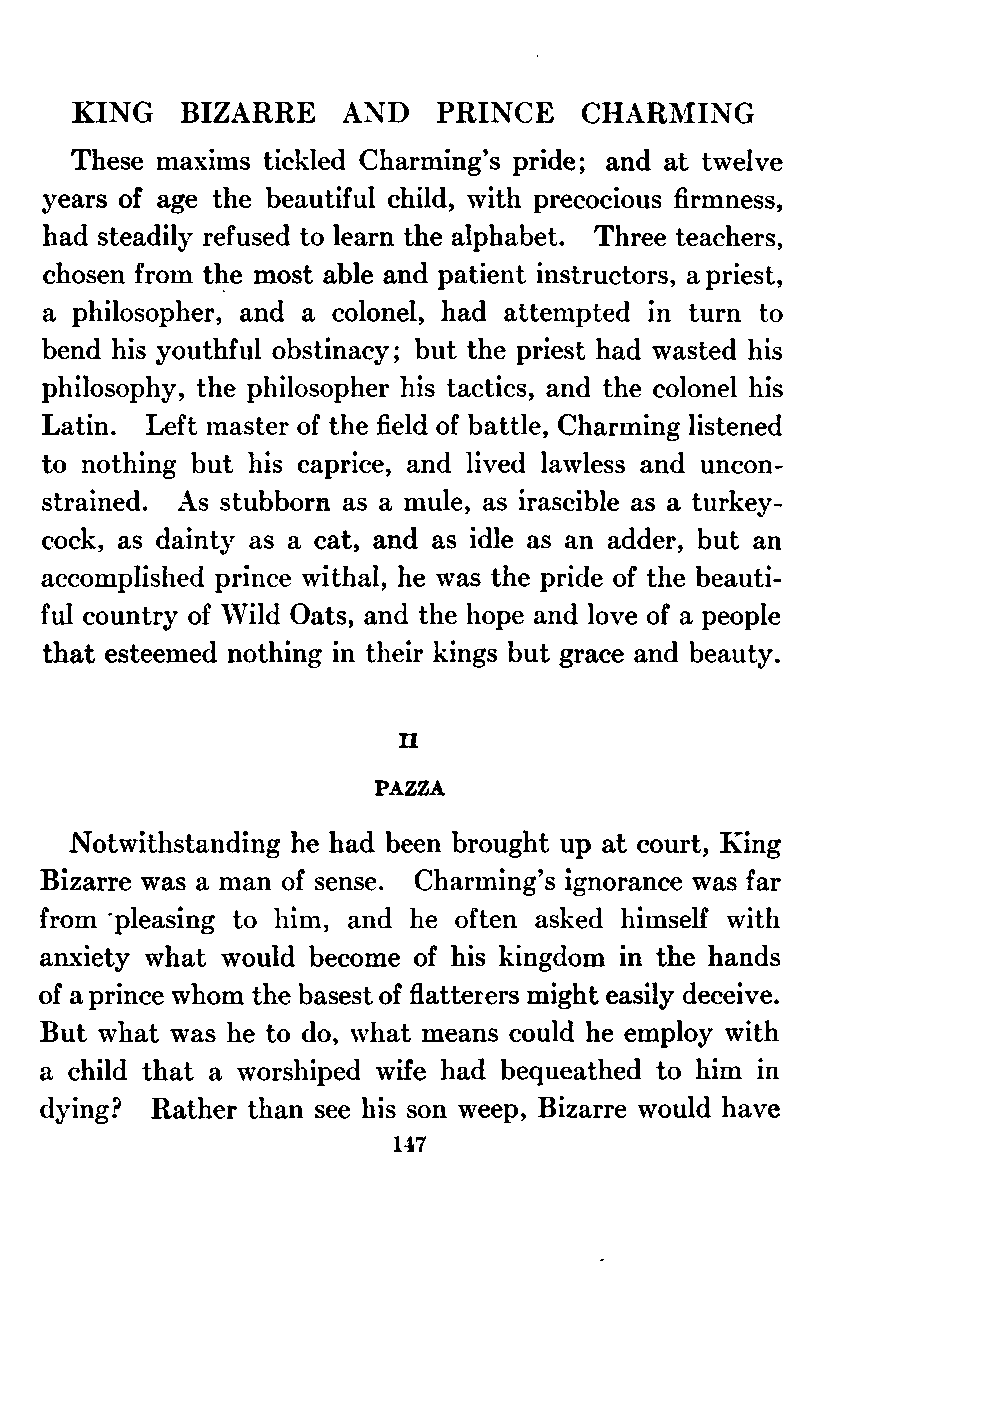 KING BIZARRE AND PRINCE CHARMING
These maxims tickled Charming's pride; and at twelve
years of age the beautiful child, with precocious firmness,
had steadily refused to learn the alphabet. Three teachers,
chosen from the most able and patient instructors, a priest,
a philosopher, and a colonel, had attempted in turn to
bend his youthful obstinacy; but the priest had wasted his
philosophy, the philosopher his tactics, and the colonel his
Latin. Left master of the field of battle, Charming listened
to nothing but his caprice, and lived lawless and uncon-
strained. As stubborn as a mule, as irascible as a turkey-
cock, as dainty as a cat, and as idle as an adder, but an
accomplished prince withal, he was the pride of the beauti-
ful country of Wild Oats, and the hope and love of a people
that esteemed nothing in their kings but grace and beauty.
II
PAZZA
Notwithstanding he had been brought up at court, King
Bizarre was a man of sense. Charming's ignorance was far
from pleasing to him, and he often asked himself with
anxiety what would become of his kingdom in the hands
of a prince whom the basest of flatterers might easily deceive.
But what was he to do, what means could he employ with
a child that a worshiped wife had bequeathed to him in
dying? Rather than see his son weep, Bizarre would have
147